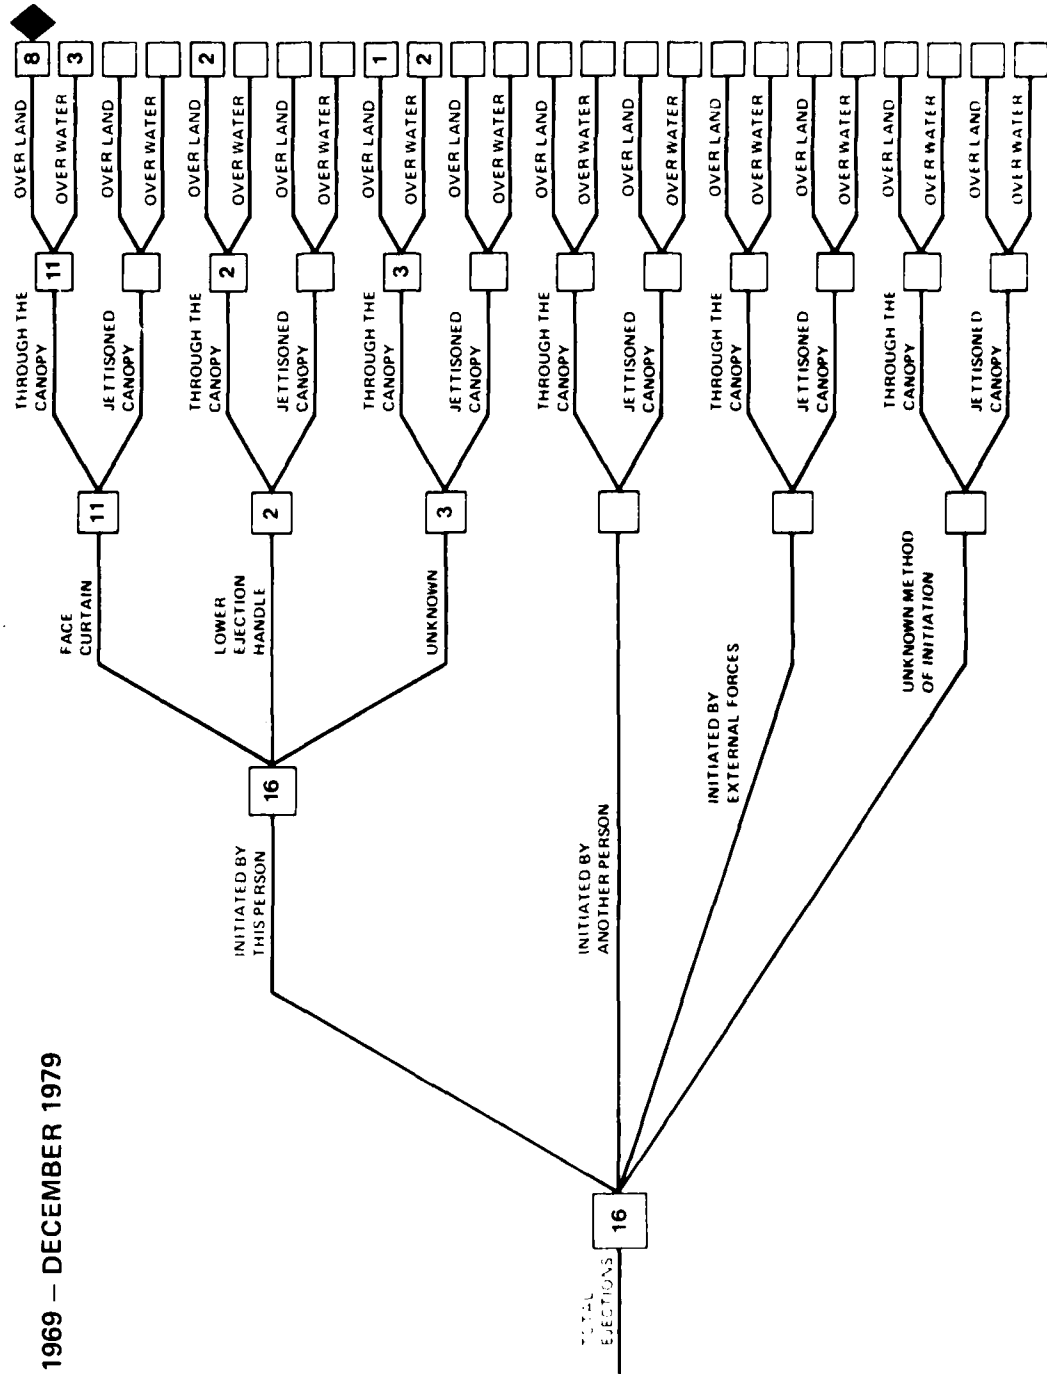 1969 – DECEMBER 1979
TOTAL
EJECTIONS
16
INITIATED BY
THIS PERSON
16
INITIATED BY
ANOTHER PERSON
INITIATED BY
EXTERNAL FORCES
UNKNOWN METHOD
OF INITIATION
FACE
CURTAIN
11
LOWER
EJECTION
HANDLE
2
UNKNOWN
3
THROUGH THE
CANOPY
11
JETTISONED
CANOPY
THROUGH THE
CANOPY
2
JETTISONED
CANOPY
THROUGH THE
CANOPY
3
JETTISONED
CANOPY
THROUGH THE
CANOPY
JETTISONED
CANOPY
THROUGH THE
CANOPY
JETTISONED
CANOPY
THROUGH THE
CANOPY
JETTISONED
CANOPY
OVER LAND 8
OVER WATER 3
OVER LAND
OVER WATER
OVER LAND 2
OVER WATER
OVER LAND
OVER WATER
OVER LAND 1
OVER WATER 2
OVER LAND
OVER WATER
OVER LAND
OVER WATER
OVER LAND
OVER WATER
OVER LAND
OVER WATER
OVER LAND
OVER WATER
OVER LAND
OVER WATER
OVER LAND
OVER WATER